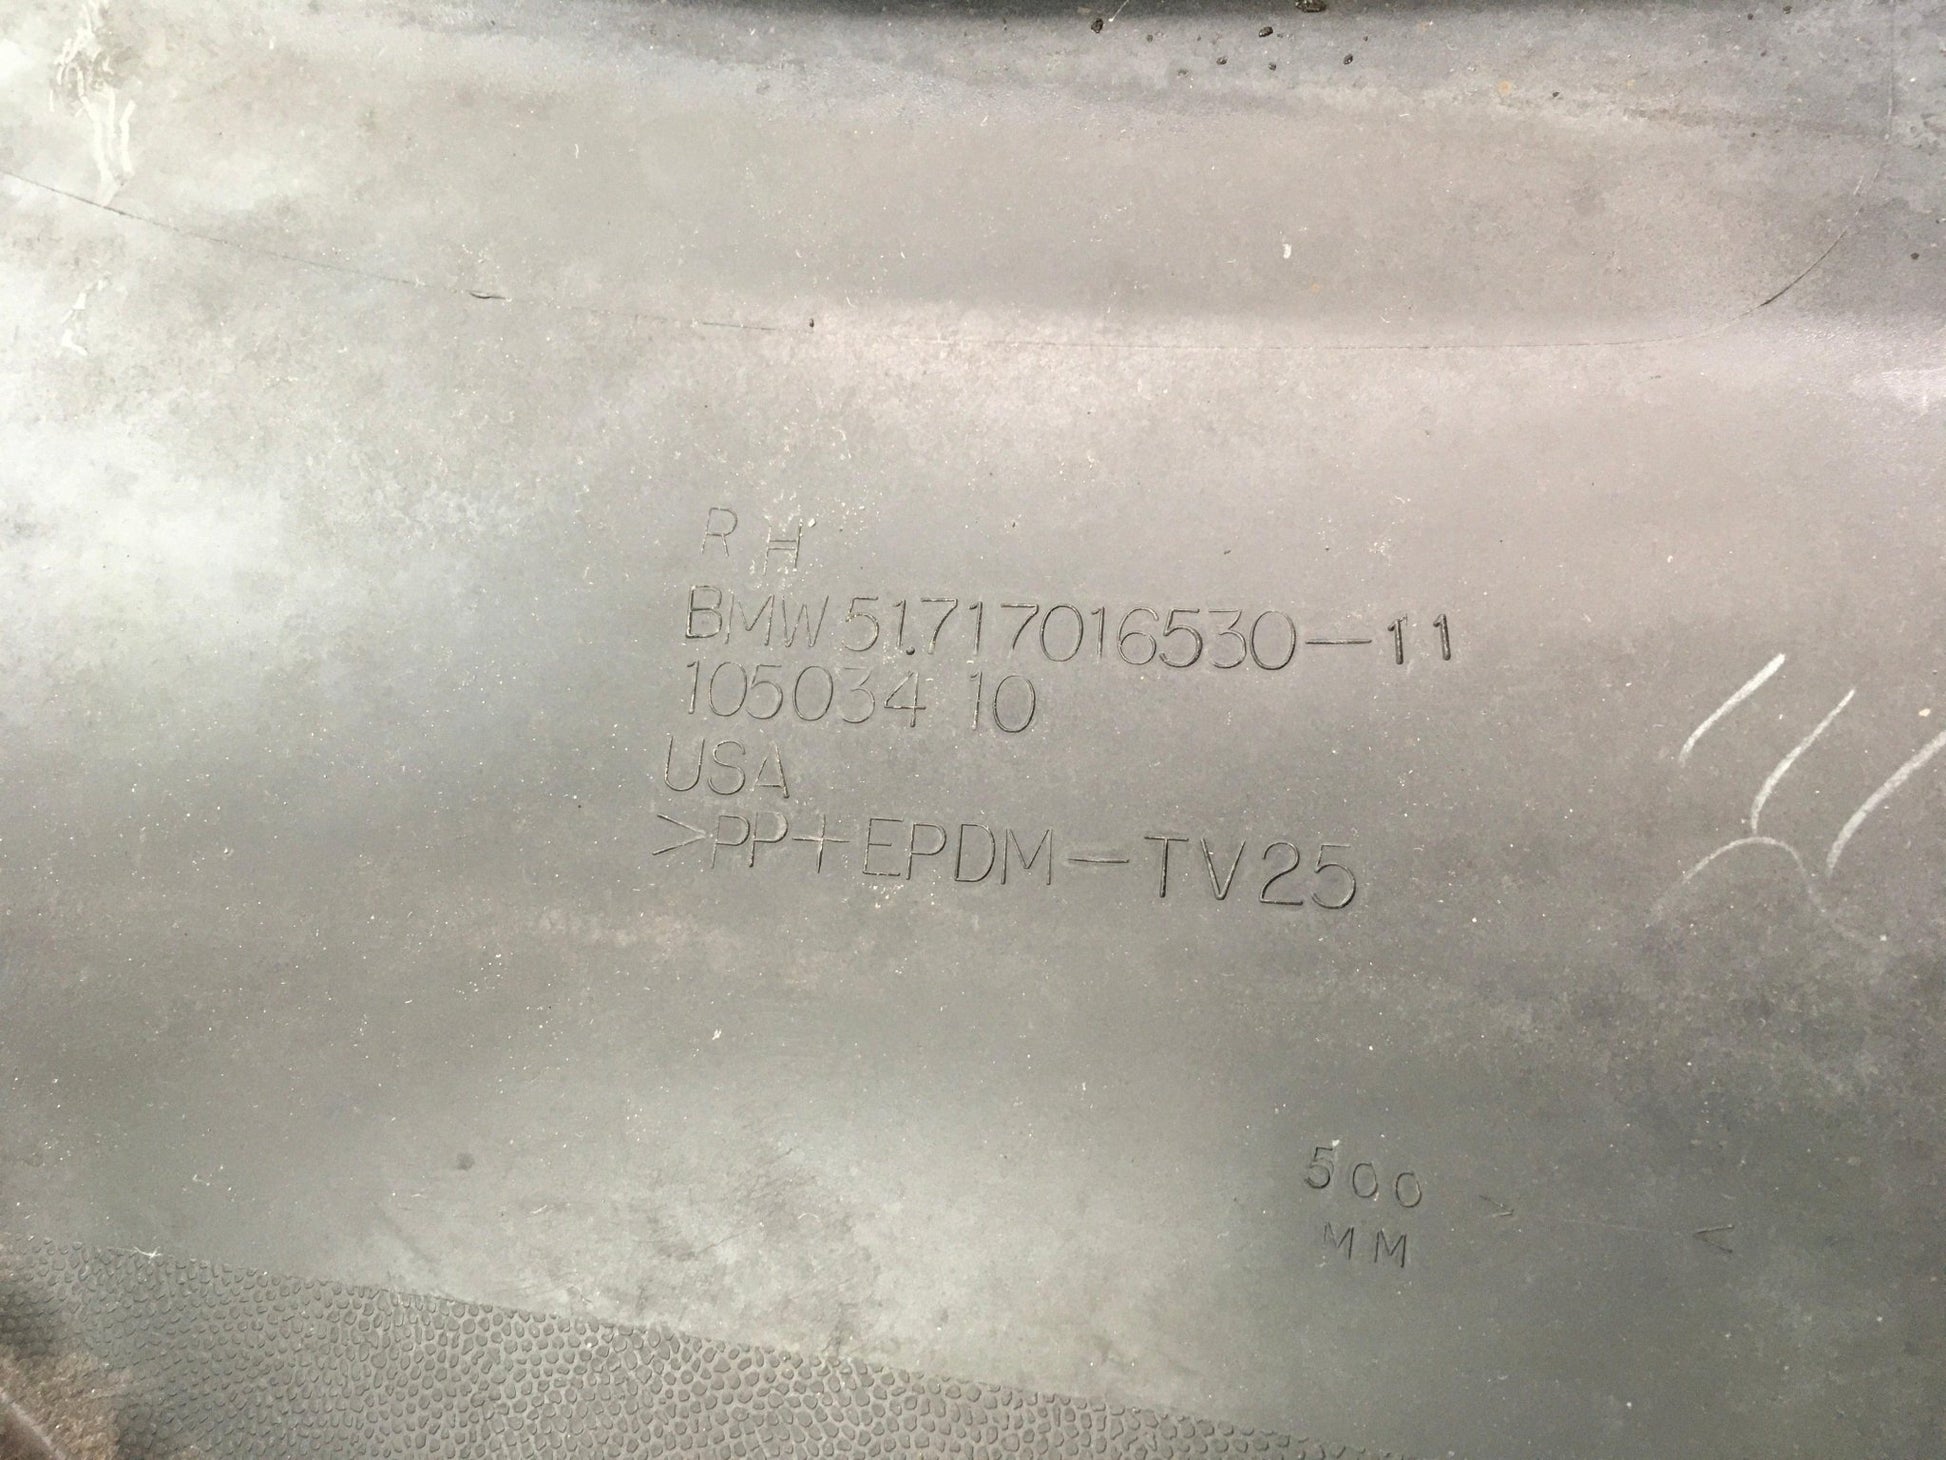 RH
BMW 51.717016530-11
105034 10
USA
>PP+EPDM-TV25
500 > <
MM